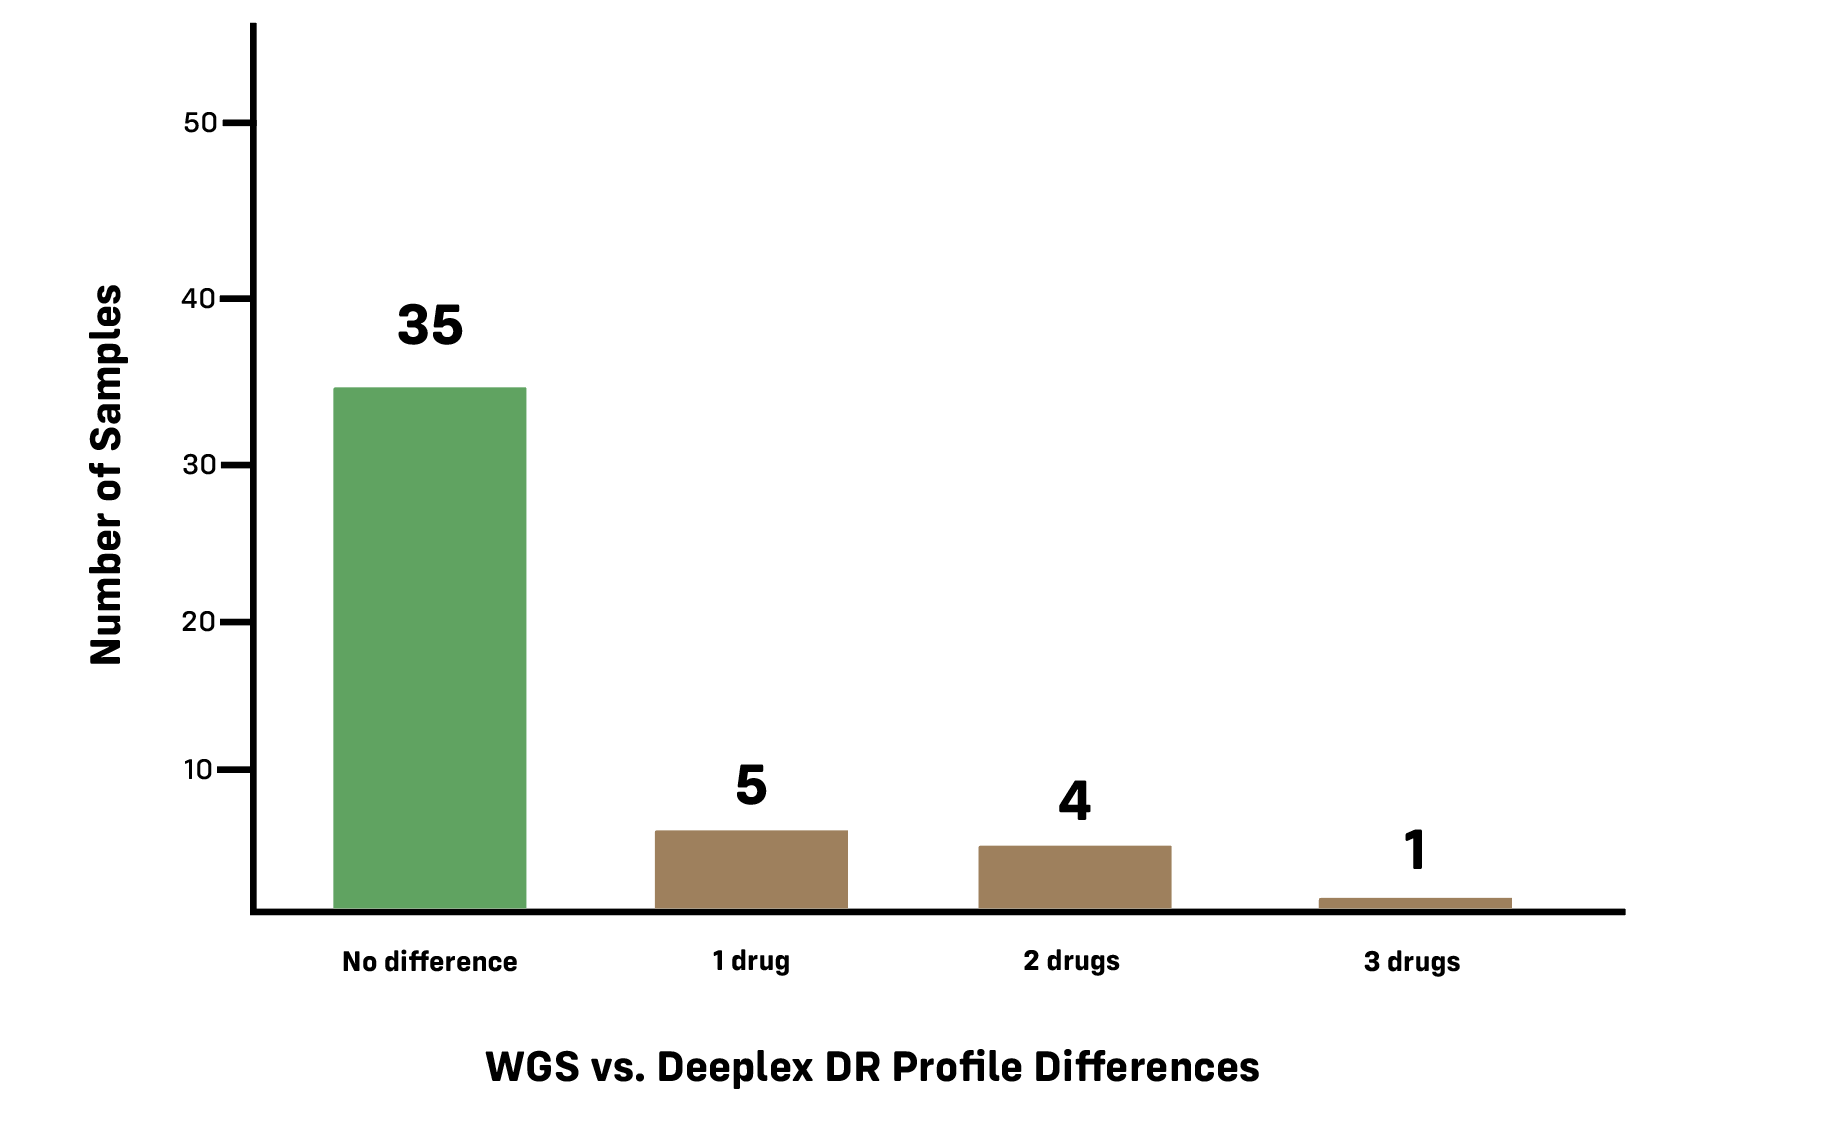 50
40
30
20
10
Number of Samples
35
5
4
1
No difference
1 drug
2 drugs
3 drugs
WGS vs. Deeplex DR Profile Differences